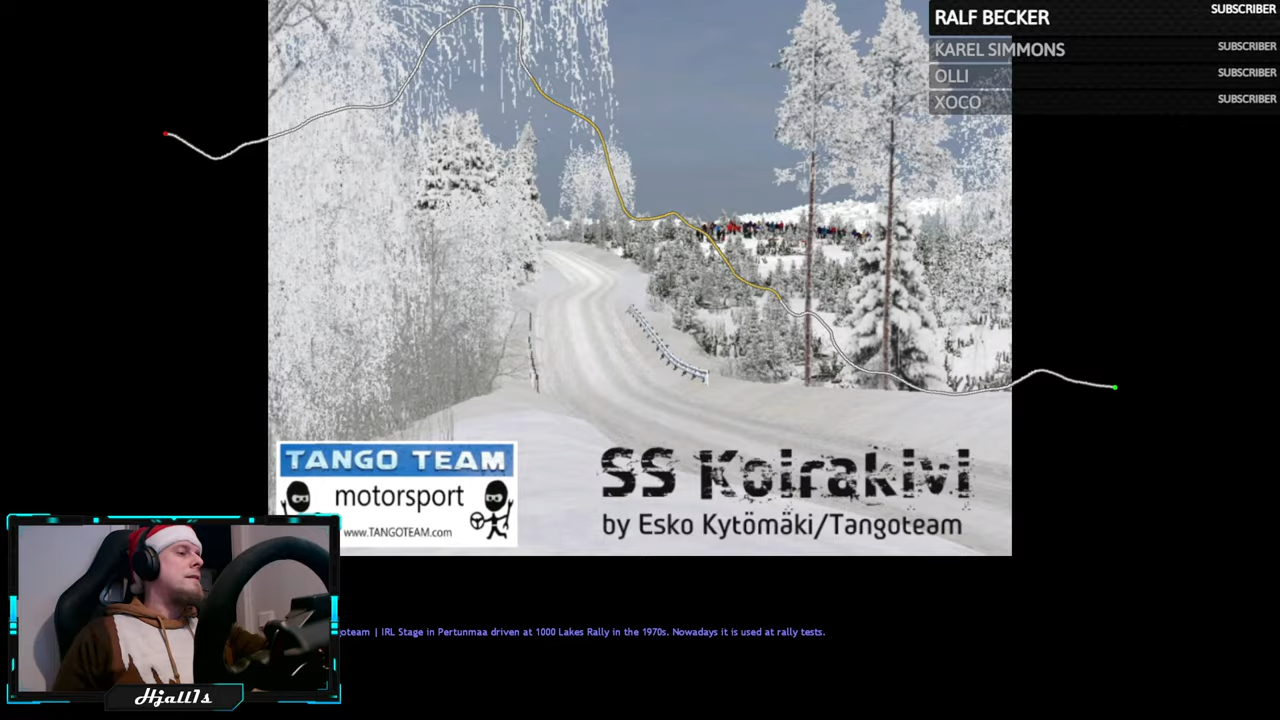 RALF BECKER SUBSCRIBER
KAREL SIMMONS SUBSCRIBER
OLLI SUBSCRIBER
XOCO SUBSCRIBER
TANGO TEAM
motorsport
www.TANGOTEAM.com
SS Koirakivi
by Esko Kytömäki/Tangoteam
goteam | IRL Stage in Pertunmaa driven at 1000 Lakes Rally in the 1970s. Nowadays it is used at rally tests.
Hjall1s